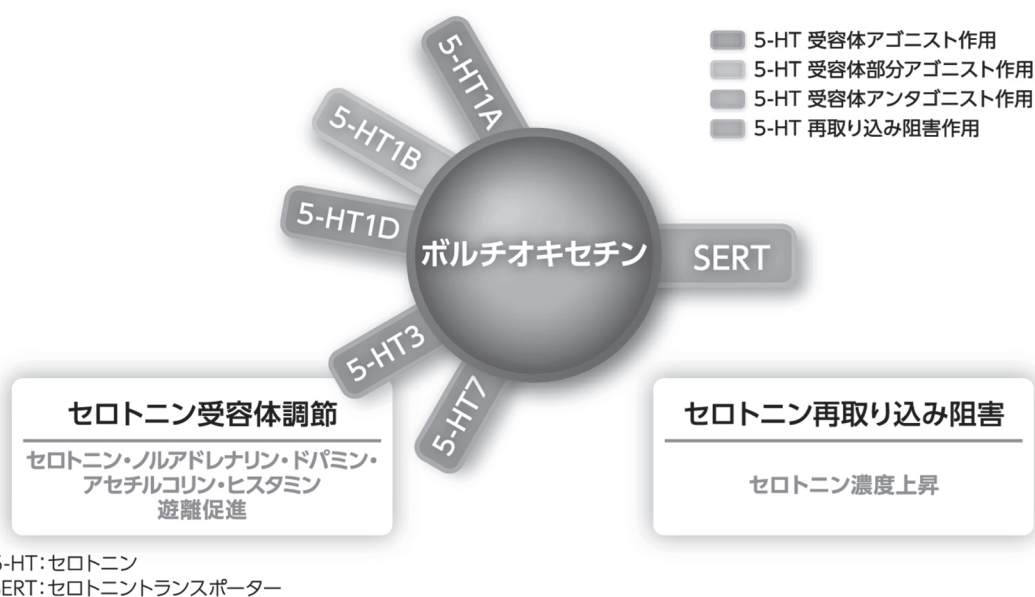 5-HT 受容体アゴニスト作用
5-HT 受容体部分アゴニスト作用
5-HT 受容体アンタゴニスト作用
5-HT 再取り込み阻害作用
5-HT1A
5-HT1B
5-HT1D
5-HT3
5-HT7
ボルチオキセチン
SERT
セロトニン受容体調節
セロトニン・ノルアドレナリン・ドパミン・
アセチルコリン・ヒスタミン
遊離促進
セロトニン再取り込み阻害
セロトニン濃度上昇
5-HT：セロトニン
SERT：セロトニントランスポーター